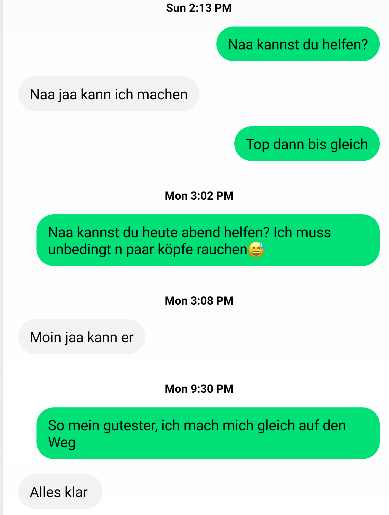 Sun 2:13 PM
Naa kannst du helfen?
Naa jaa kann ich machen
Top dann bis gleich
Mon 3:02 PM
Naa kannst du heute abend helfen? Ich muss
unbedingt n paar köpfe rauchen😅
Mon 3:08 PM
Moin jaa kann er
Mon 9:30 PM
So mein gutester, ich mach mich gleich auf den
Weg
Alles klar